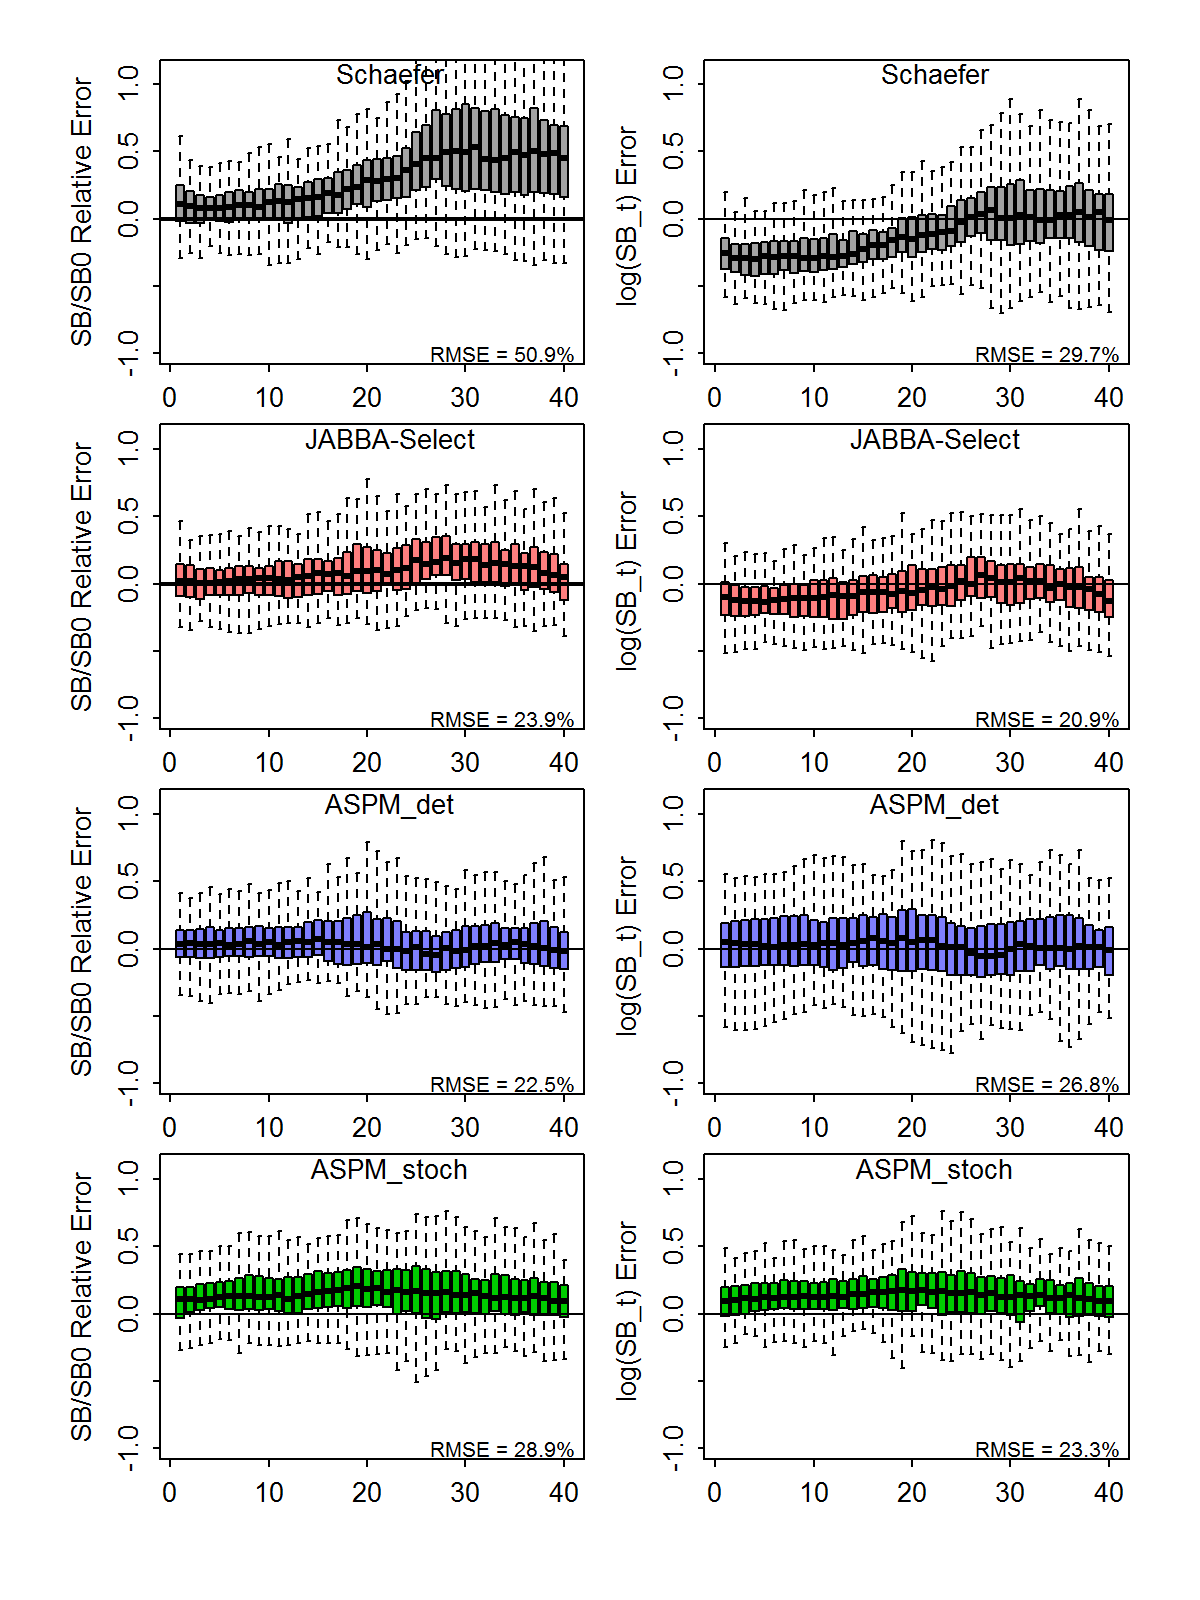 Schaefer
SB/SB0 Relative Error
1.0
0.5
0.0
-1.0
RMSE = 50.9%
0 10 20 30 40
Schaefer
log(SB_t) Error
1.0
0.5
0.0
-1.0
RMSE = 29.7%
0 10 20 30 40
JABBA-Select
SB/SB0 Relative Error
1.0
0.5
0.0
-1.0
RMSE = 23.9%
0 10 20 30 40
JABBA-Select
log(SB_t) Error
1.0
0.5
0.0
-1.0
RMSE = 20.9%
0 10 20 30 40
ASPM_det
SB/SB0 Relative Error
1.0
0.5
0.0
-1.0
RMSE = 22.5%
0 10 20 30 40
ASPM_det
log(SB_t) Error
1.0
0.5
0.0
-1.0
RMSE = 26.8%
0 10 20 30 40
ASPM_stoch
SB/SB0 Relative Error
1.0
0.5
0.0
-1.0
RMSE = 28.9%
0 10 20 30 40
ASPM_stoch
log(SB_t) Error
1.0
0.5
0.0
-1.0
RMSE = 23.3%
0 10 20 30 40